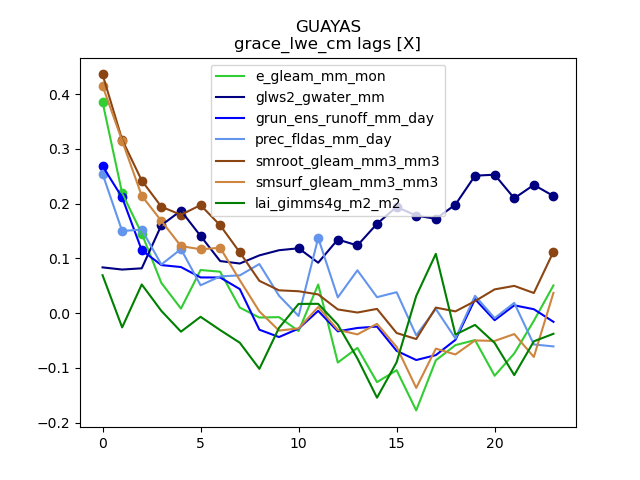 GUAYAS
grace_lwe_cm lags [X]
e_gleam_mm_mon
glws2_gwater_mm
grun_ens_runoff_mm_day
prec_fldas_mm_day
smroot_gleam_mm3_mm3
smsurf_gleam_mm3_mm3
lai_gimms4g_m2_m2
0.4
0.3
0.2
0.1
0.0
−0.1
−0.2
0 5 10 15 20